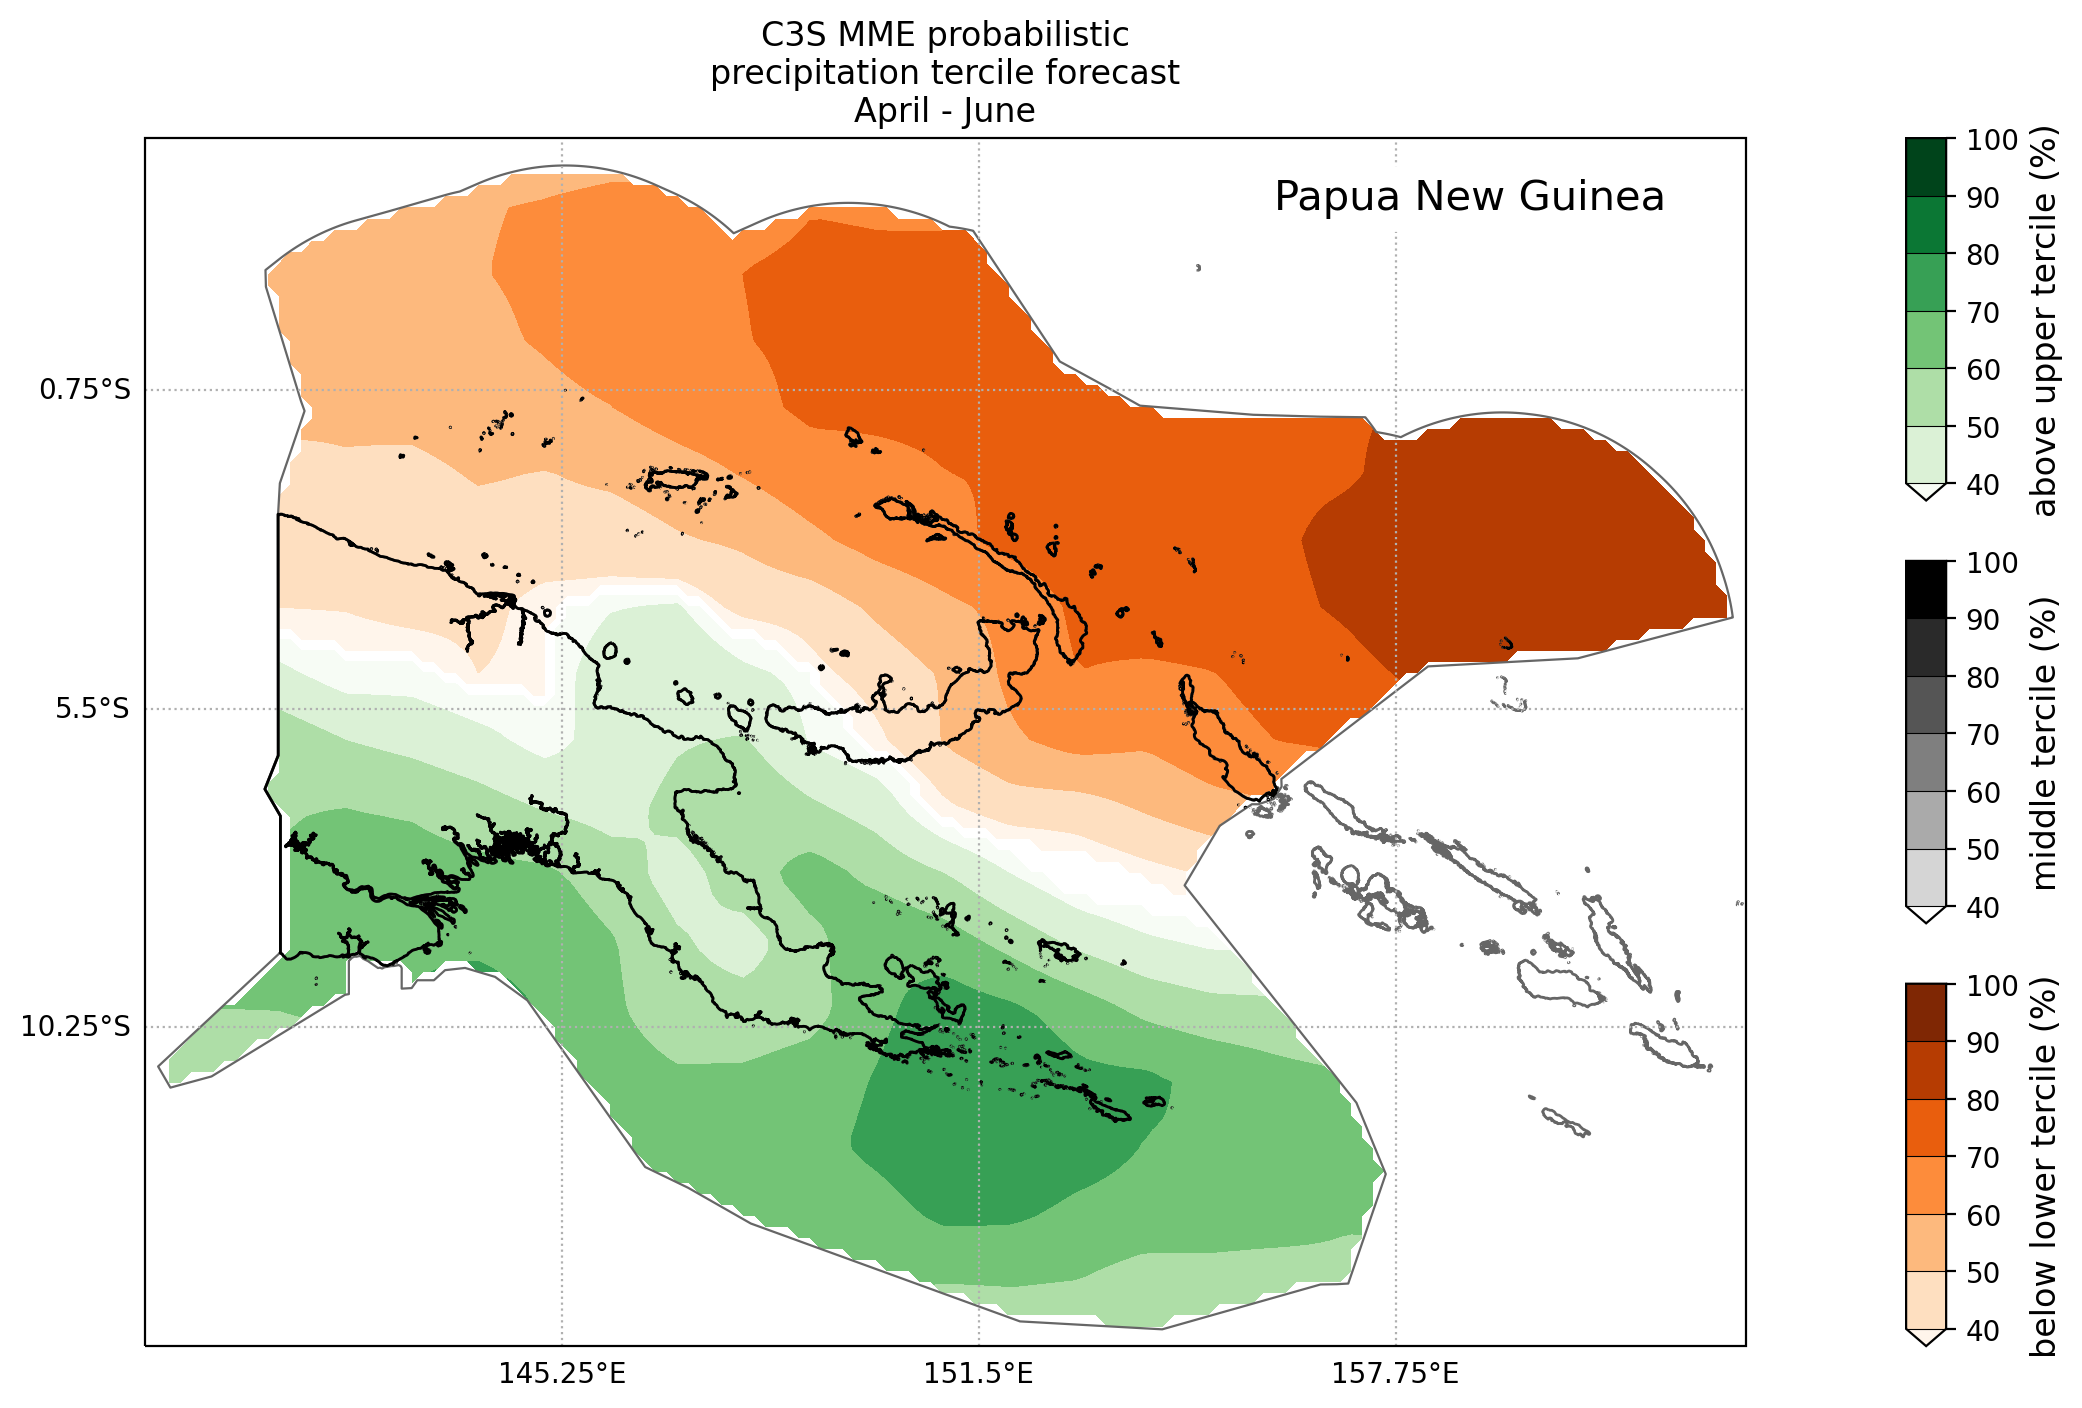 C3S MME probabilistic
precipitation tercile forecast
April - June
Papua New Guinea
0.75°S
5.5°S
10.25°S
145.25°E
151.5°E
157.75°E
100
90
80
70
60
50
40
above upper tercile (%)
100
90
80
70
60
50
40
middle tercile (%)
100
90
80
70
60
50
40
below lower tercile (%)